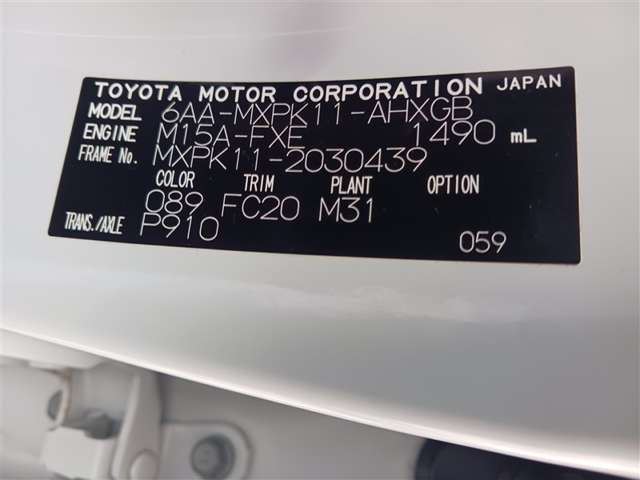 TOYOTA MOTOR CORPORATION JAPAN
MODEL 6AA-MXPK11-AHXGB
ENGINE M15A-FXE 1490 mL
FRAME No. MXPK11-2030439
COLOR TRIM PLANT OPTION
089 FC20 M31
TRANS./AXLE P910
059